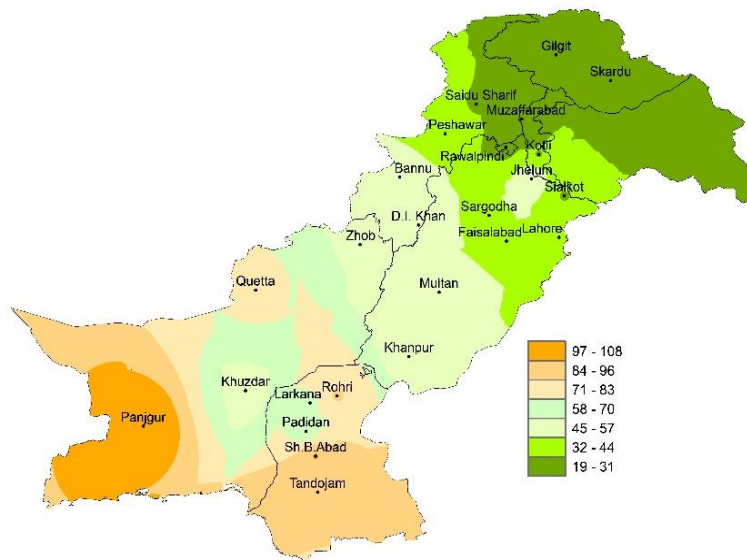 Gilgit
Skardu
Saidu Sharif
Muzaffarabad
Peshawar
Rawalpindi
Kotli
Jhelum
Bannu
Sialkot
Sargodha
D.I. Khan
Faisalabad
Lahore
Zhob
Quetta
Multan
Khanpur
Khuzdar
Larkana
Rohri
Panjgur
Padidan
Sh.B.Abad
Tandojam
97 - 108
84 - 96
71 - 83
58 - 70
45 - 57
32 - 44
19 - 31